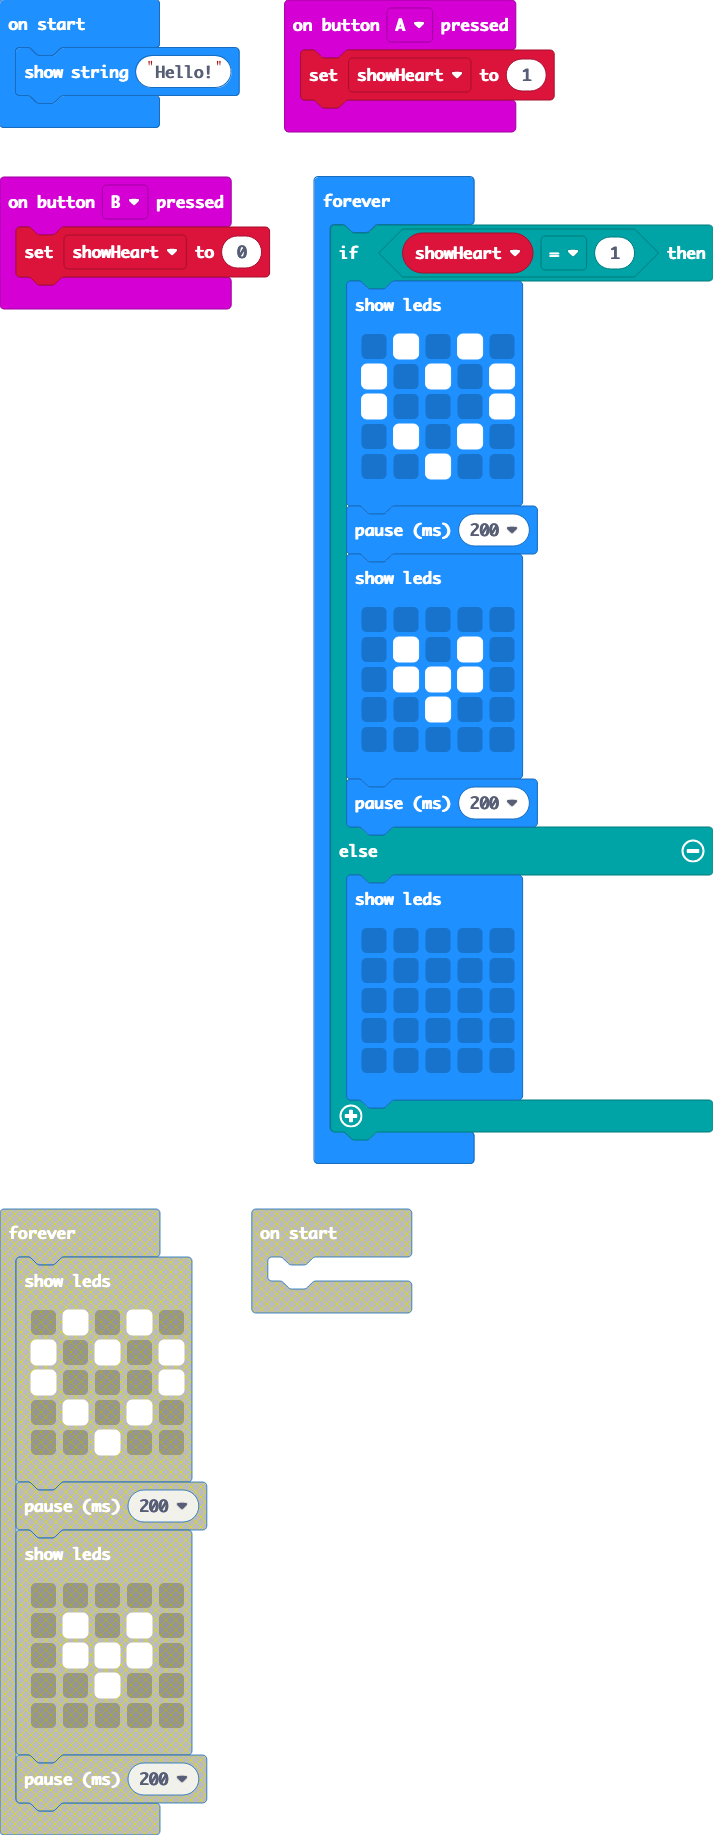 on start
show string "Hello!"
on button A pressed
set showHeart to 1
on button B pressed
set showHeart to 0
forever
if showHeart = 1 then
show leds
pause (ms) 200
show leds
pause (ms) 200
else
show leds
forever
show leds
pause (ms) 200
show leds
pause (ms) 200
on start